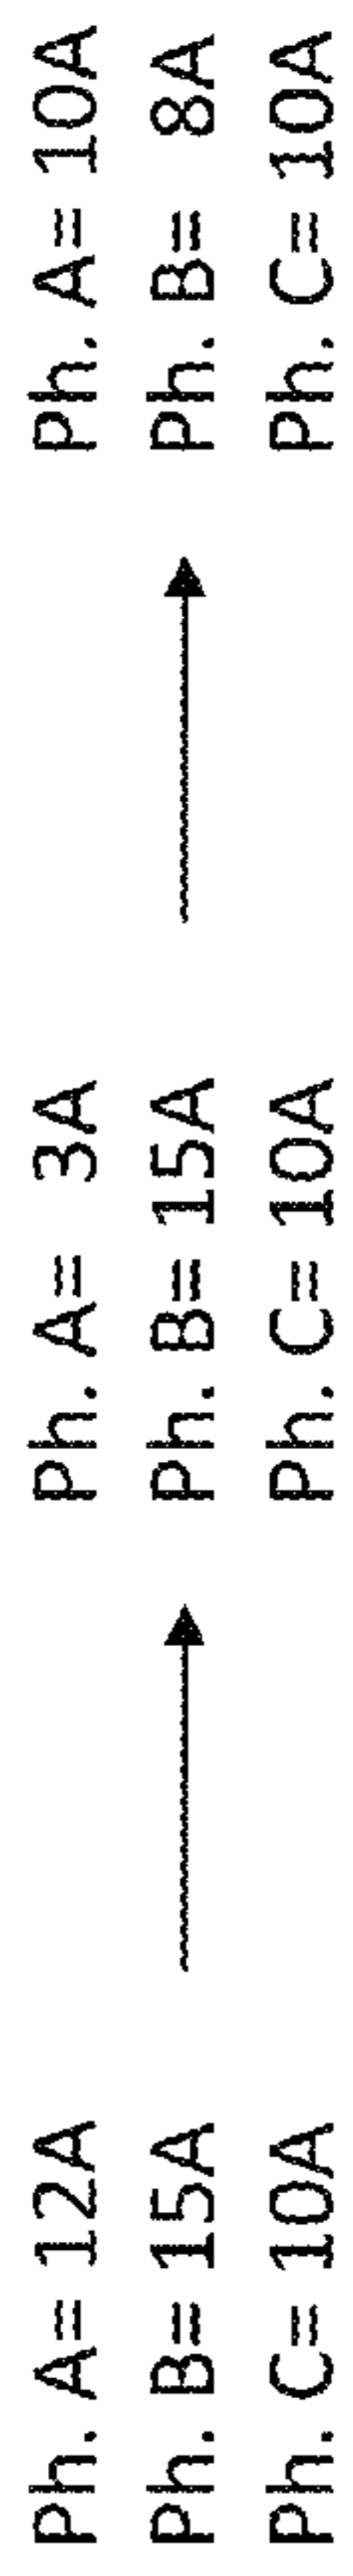 Ph. A= 12A
Ph. B= 15A
Ph. C= 10A
Ph. A= 3A
Ph. B= 15A
Ph. C= 10A
Ph. A= 10A
Ph. B= 8A
Ph. C= 10A